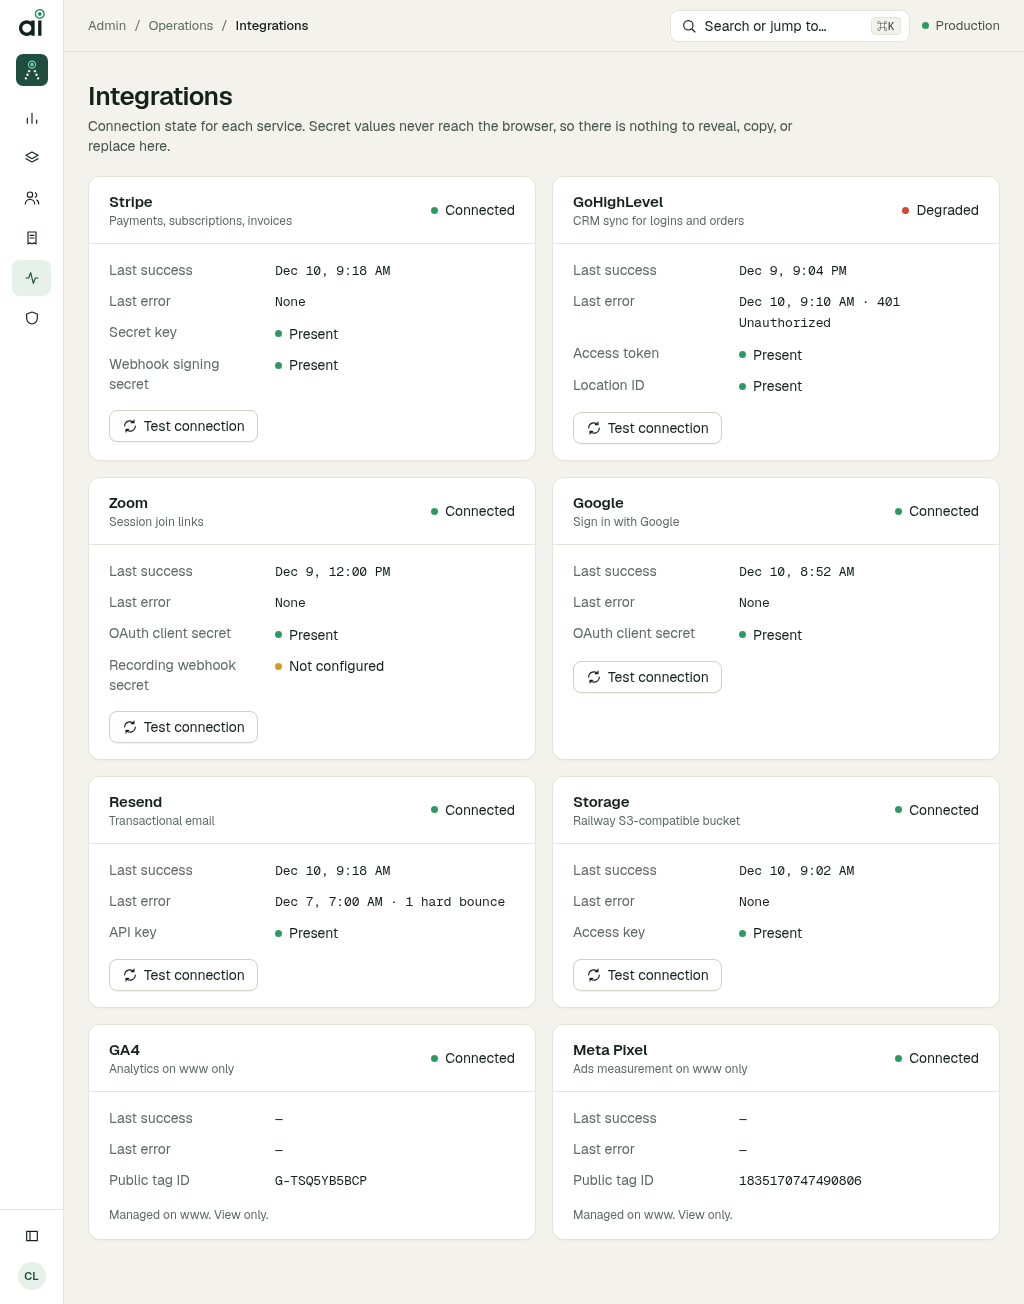 ai
Admin / Operations / Integrations
Search or jump to…
⌘K
Production
Integrations
Connection state for each service. Secret values never reach the browser, so there is nothing to reveal, copy, or
replace here.
Stripe
Payments, subscriptions, invoices
Connected
Last success
Dec 10, 9:18 AM
Last error
None
Secret key
Present
Webhook signing
secret
Present
Test connection
GoHighLevel
CRM sync for logins and orders
Degraded
Last success
Dec 9, 9:04 PM
Last error
Dec 10, 9:10 AM · 401
Unauthorized
Access token
Present
Location ID
Present
Test connection
Zoom
Session join links
Connected
Last success
Dec 9, 12:00 PM
Last error
None
OAuth client secret
Present
Recording webhook
secret
Not configured
Test connection
Google
Sign in with Google
Connected
Last success
Dec 10, 8:52 AM
Last error
None
OAuth client secret
Present
Test connection
Resend
Transactional email
Connected
Last success
Dec 10, 9:18 AM
Last error
Dec 7, 7:00 AM · 1 hard bounce
API key
Present
Test connection
Storage
Railway S3-compatible bucket
Connected
Last success
Dec 10, 9:02 AM
Last error
None
Access key
Present
Test connection
GA4
Analytics on www only
Connected
Last success
—
Last error
—
Public tag ID
G-TSQ5YB5BCP
Managed on www. View only.
Meta Pixel
Ads measurement on www only
Connected
Last success
—
Last error
—
Public tag ID
1835170747490806
Managed on www. View only.
CL